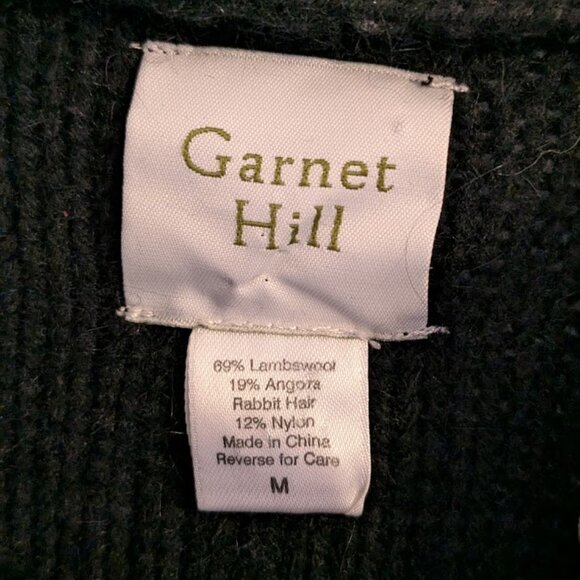 Garnet
Hill
69% Lambswool
19% Angora
Rabbit Hair
12% Nylon
Made in China
Reverse for Care
M